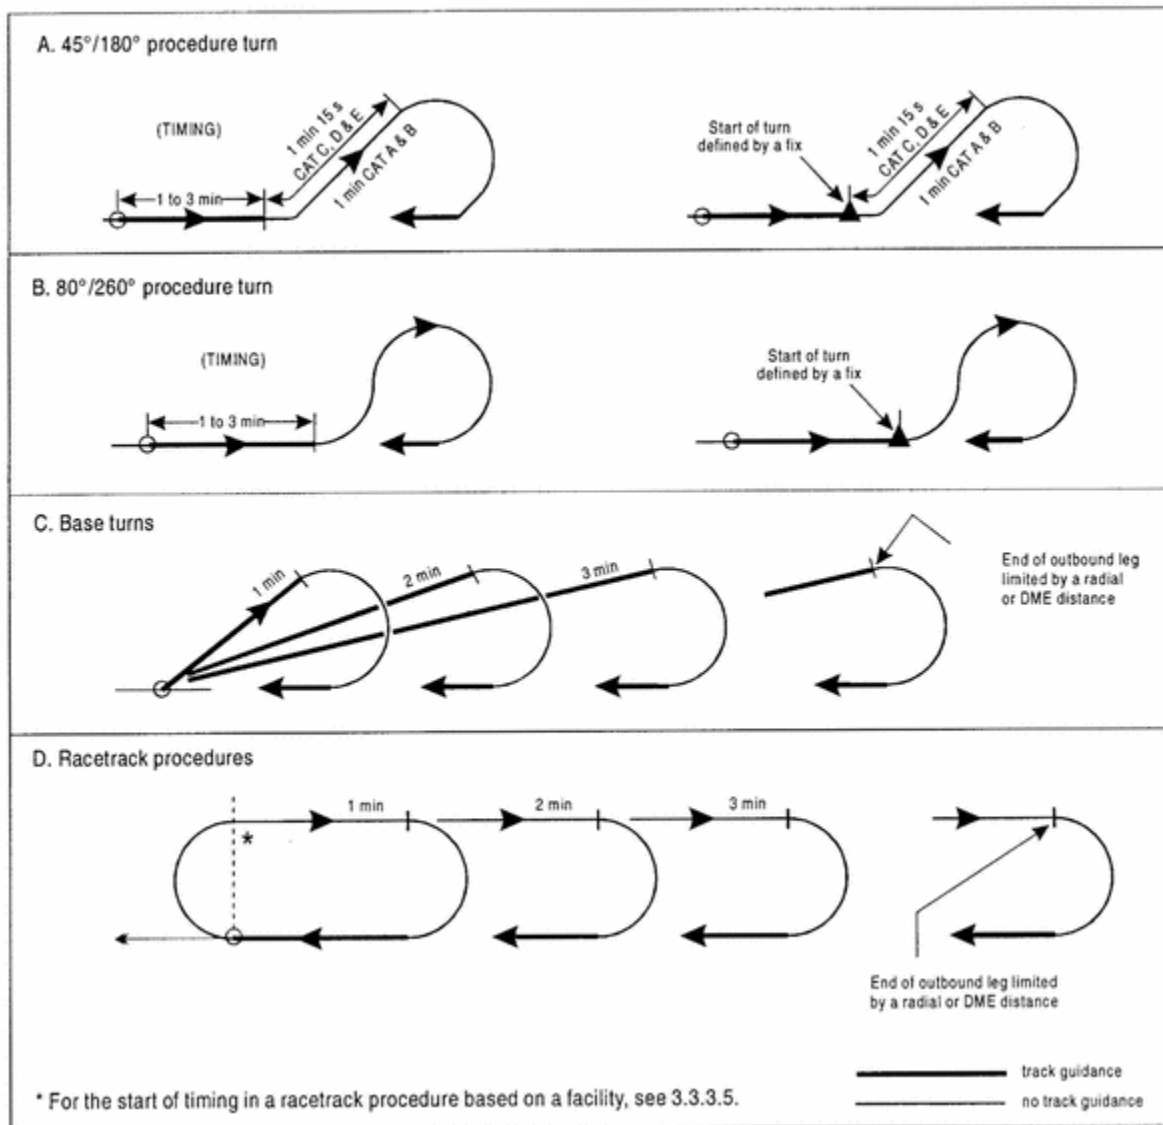 A. 45°/180° procedure turn
(TIMING)
1 to 3 min
1 min 15 s
CAT C, D & E
1 min CAT A & B
Start of turn
defined by a fix
1 min 15 s
CAT C, D & E
1 min CAT A & B
B. 80°/260° procedure turn
(TIMING)
1 to 3 min
Start of turn
defined by a fix
C. Base turns
1 min
2 min
3 min
End of outbound leg
limited by a radial
or DME distance
D. Racetrack procedures
1 min
2 min
3 min
*
End of outbound leg limited
by a radial or DME distance
track guidance
no track guidance
* For the start of timing in a racetrack procedure based on a facility, see 3.3.3.5.